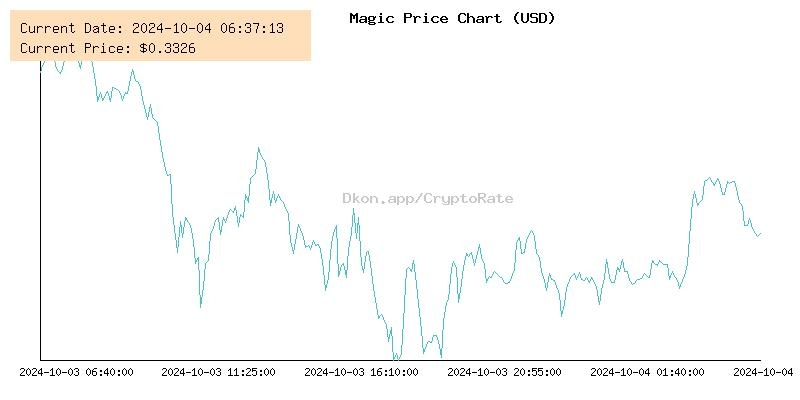 Magic Price Chart (USD)
Current Date: 2024-10-04 06:37:13
Current Price: $0.3326
Dkon.app/CryptoRate
2024-10-03 06:40:00 2024-10-03 11:25:00 2024-10-03 16:10:00 2024-10-03 20:55:00 2024-10-04 01:40:00 2024-10-04